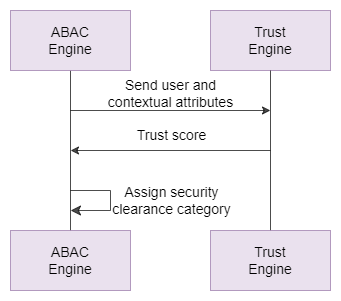 ABAC
Engine
Trust
Engine
Send user and
contextual attributes
Trust score
Assign security
clearance category
ABAC
Engine
Trust
Engine